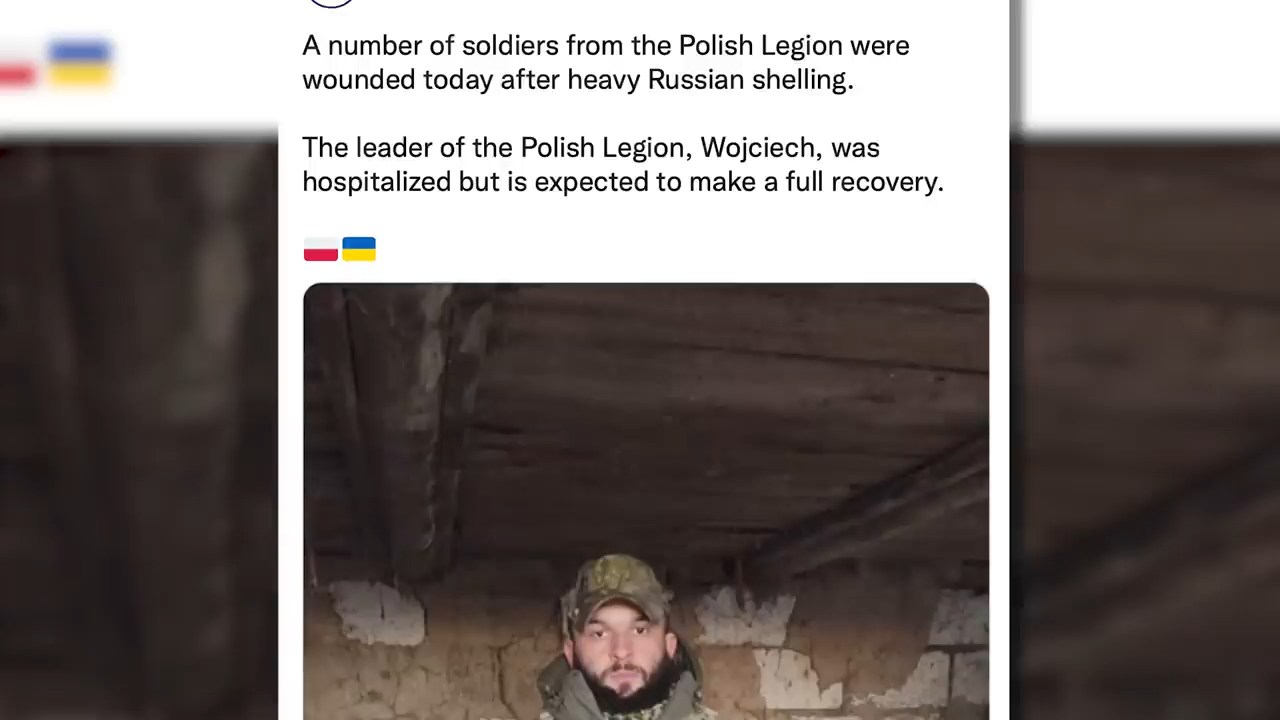 A number of soldiers from the Polish Legion were
wounded today after heavy Russian shelling.
The leader of the Polish Legion, Wojciech, was
hospitalized but is expected to make a full recovery.